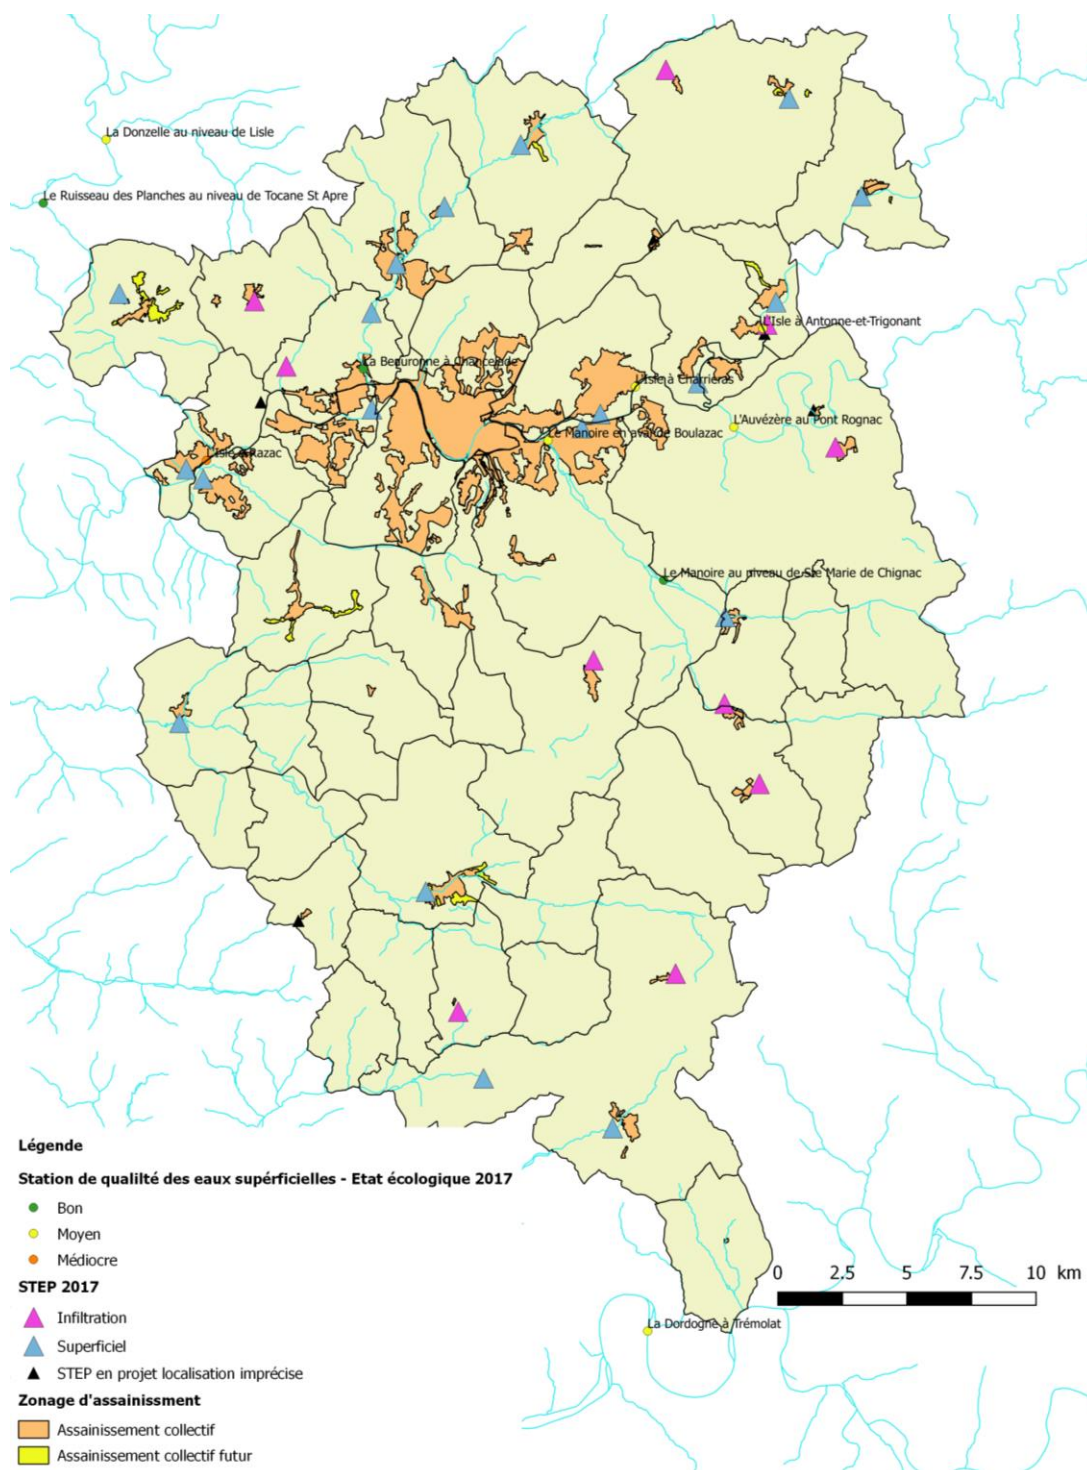 La Donzelle au niveau de Lisle
Le Ruisseau des Planches au niveau de Tocane St Apre
L'Isle à Antonne-et-Trigonant
La Beauronne à Chancelade
L'Isle à Charrieras
L'Auvézère au Pont Rognac
Le Manoire en aval de Boulazac
L'Isle à Razac
Le Manoire au niveau de Ste Marie de Chignac
Légende
Station de qualilté des eaux supérficielles - Etat écologique 2017
Bon
Moyen
Médiocre
STEP 2017
Infiltration
Superficiel
STEP en projet localisation imprécise
Zonage d'assainissment
Assainissement collectif
Assainissement collectif futur
0 2.5 5 7.5 10 km
La Dordogne à Trémolat